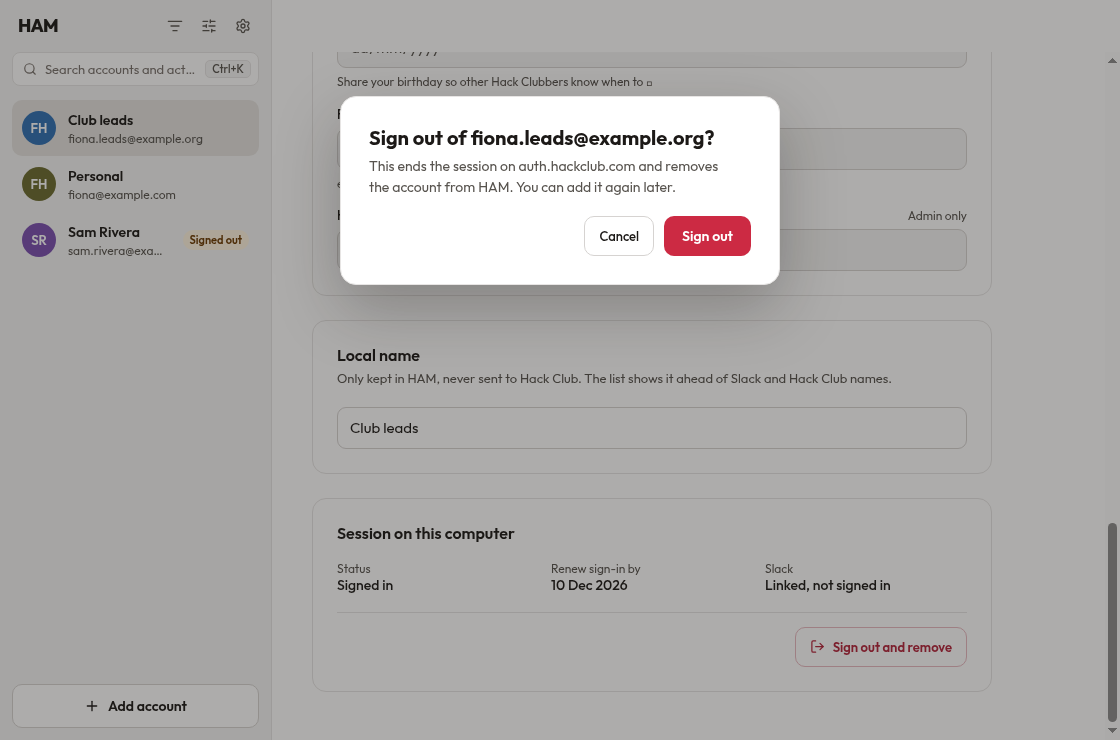 HAM
Search accounts and act... Ctrl+K
FH
Club leads
fiona.leads@example.org
FH
Personal
fiona@example.com
SR
Sam Rivera
sam.rivera@exa...
Signed out
Add account
Share your birthday so other Hack Clubbers know when to
Sign out of fiona.leads@example.org?
This ends the session on auth.hackclub.com and removes
the account from HAM. You can add it again later.
Cancel
Sign out
Admin only
Local name
Only kept in HAM, never sent to Hack Club. The list shows it ahead of Slack and Hack Club names.
Club leads
Session on this computer
Status
Signed in
Renew sign-in by
10 Dec 2026
Slack
Linked, not signed in
Sign out and remove